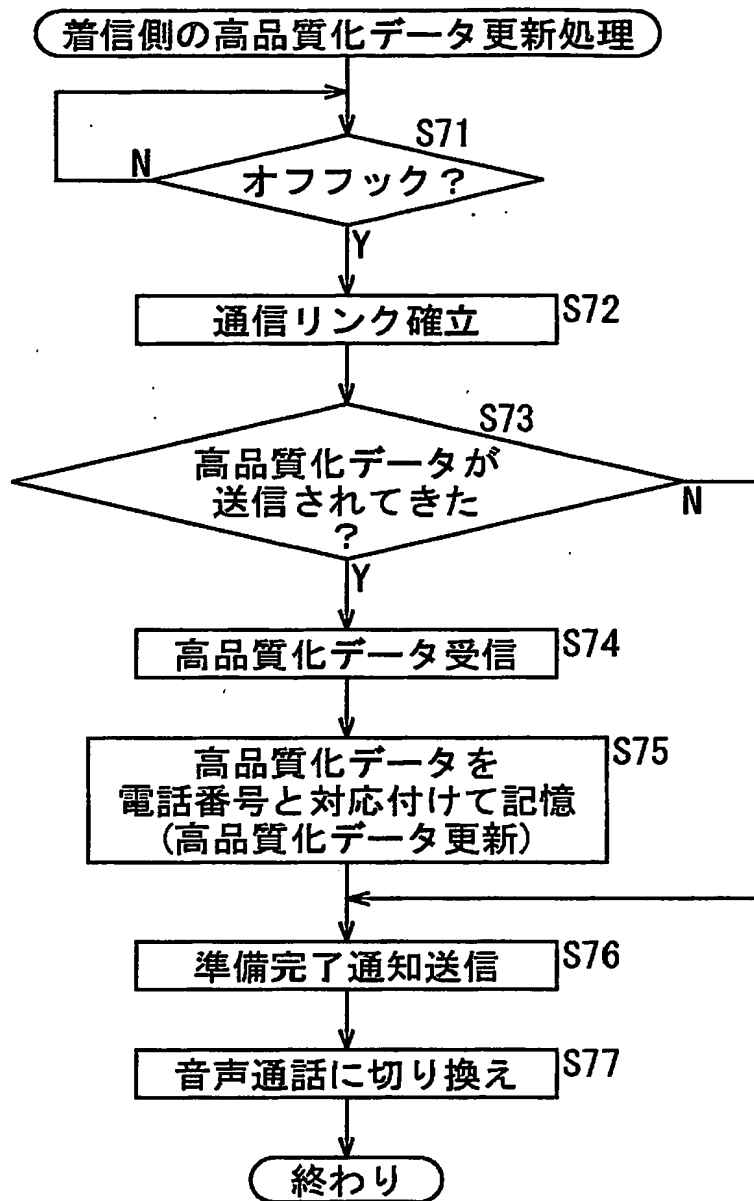 着信側の高品質化データ更新処理
S71
オフフック？
N
Y
通信リンク確立
S72
S73
高品質化データが
送信されてきた
？
N
Y
高品質化データ受信
S74
高品質化データを
電話番号と対応付けて記憶
(高品質化データ更新)
S75
準備完了通知送信
S76
音声通話に切り換え
S77
終わり